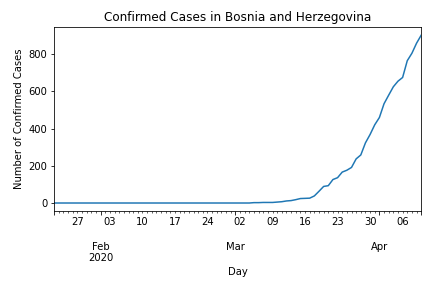 Confirmed Cases in Bosnia and Herzegovina
Number of Confirmed Cases
800
600
400
200
0
27 03 10 17 24 02 09 16 23 30 06
Feb Mar Apr
2020
Day